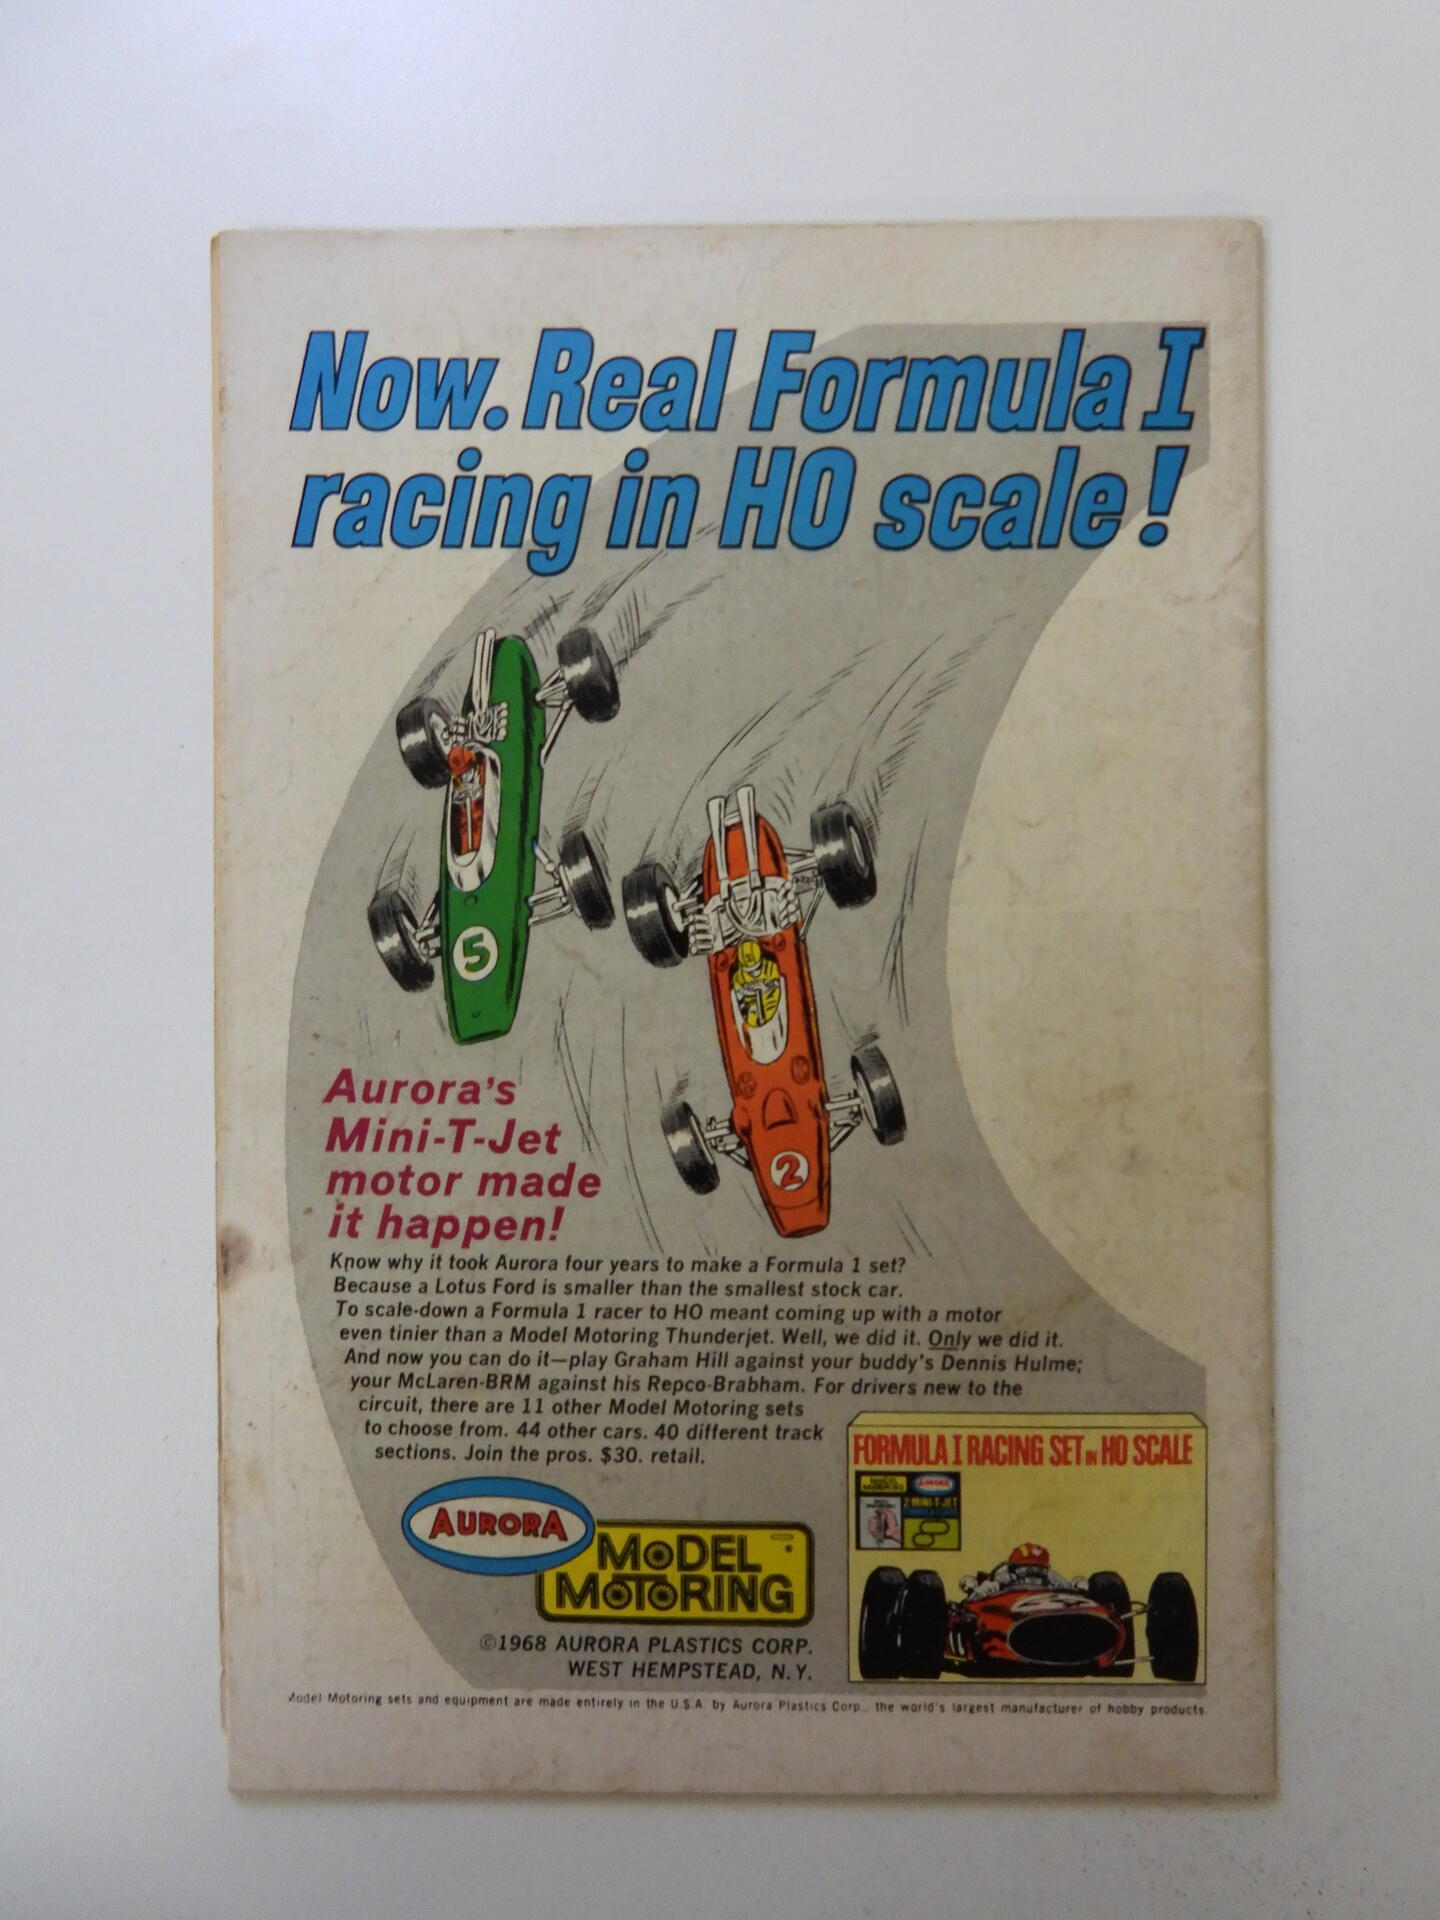 Now. Real Formula I
racing in HO scale!
5
2
Aurora's
Mini-T-Jet
motor made
it happen!
Know why it took Aurora four years to make a Formula 1 set?
Because a Lotus Ford is smaller than the smallest stock car.
To scale-down a Formula 1 racer to HO meant coming up with a motor
even tinier than a Model Motoring Thunderjet. Well, we did it. Only we did it.
And now you can do it—play Graham Hill against your buddy's Dennis Hulme;
your McLaren-BRM against his Repco-Brabham. For drivers new to the
circuit, there are 11 other Model Motoring sets
to choose from. 44 other cars. 40 different track
sections. Join the pros. $30. retail.
FORMULA I RACING SET IN HO SCALE
MODEL MOTORING
AURORA
2 MINI-T-JET
AURORA
MODEL
MOTORING
©1968 AURORA PLASTICS CORP.
WEST HEMPSTEAD, N.Y.
Model Motoring sets and equipment are made entirely in the U.S.A. by Aurora Plastics Corp., the world's largest manufacturer of hobby products.